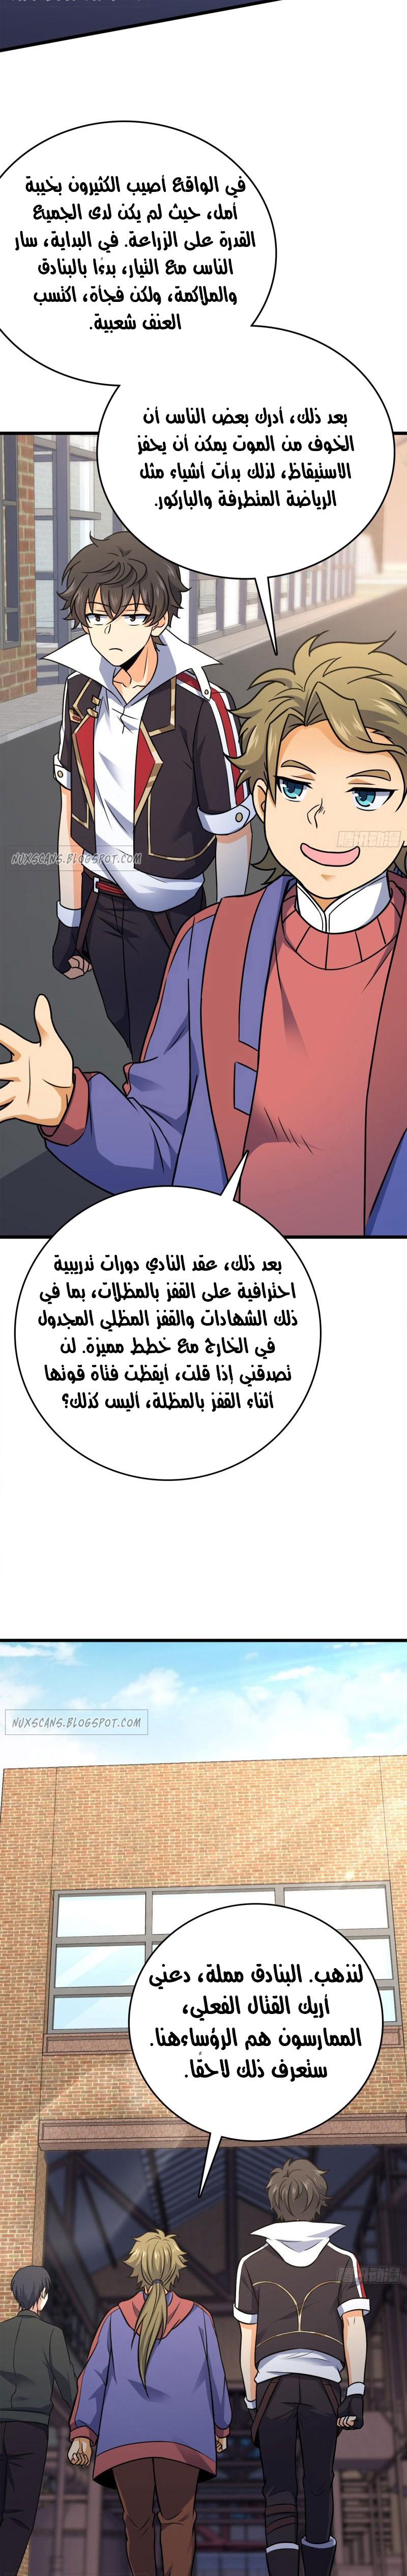 في الواقع أصيب الكثيرون بخيبة
أمل، حيث لم يكن لدى الجميع
القدرة على الزراعة. في البداية، سار
الناس مع التيار، بدءًا بالبنادق
والملاكمة، ولكن فجأة، اكتسب
العنف شعبية.
بعد ذلك، أدرك بعض الناس أن
الخوف من الموت يمكن أن يحفز
الاستيقاظ، لذلك بدأت أشياء مثل
الرياضة المتطرفة والباركور.
NUXSCANS.BLOGSPOT.COM
بعد ذلك، عقد النادي دورات تدريبية
احترافية على القفز بالمظلات، بما في
ذلك الشهادات والقفز المظلي المجدول
في الخارج مع خطط مميزة. لن
تصدقني إذا قلت، أيقظت فتاة قوتها
أثناء القفز بالمظلة، أليس كذلك؟
NUXSCANS.BLOGSPOT.COM
لنذهب. البنادق مملة، دعني
أريك القتال الفعلي،
الممارسون هم الرؤساءهنا.
ستعرف ذلك لاحقًا.